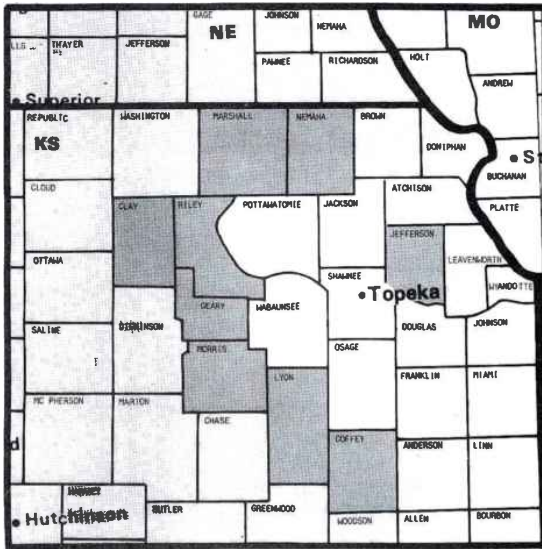 GAGE
JOHNSON
NEMAHA
MO
THAYER
JEFFERSON
NE
PAWNEE
RICHARDSON
HOLT
ANDREW
Superior
REPUBLIC
WASHINGTON
MARSHALL
NEMAHA
BROWN
DONIPHAN
KS
BUCHANAN
CLOUD
CLAY
RILEY
POTTAWATOMIE
JACKSON
ATCHISON
PLATTE
JEFFERSON
LEAVENWORTH
OTTAWA
SHAWNEE
WYANDOTTE
Topeka
GEARY
WABAUNSEE
SALINE
DICKINSON
DOUGLAS
JOHNSON
MORRIS
OSAGE
LYON
FRANKLIN
MIAMI
MC PHERSON
MARION
CHASE
COFFEY
ANDERSON
LINN
BUTLER
GREENWOOD
WOODSON
ALLEN
BOURBON